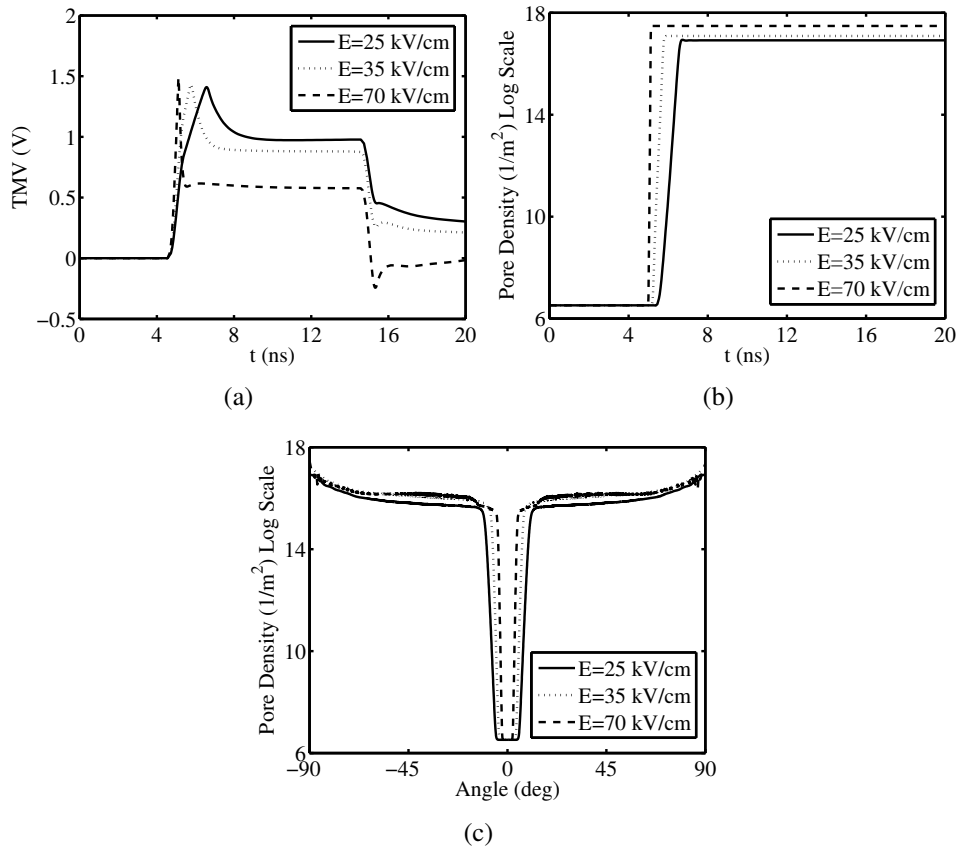 2
1.5
1
0.5
0
−0.5
TMV (V)
0 4 8 12 16 20
t (ns)
E=25 kV/cm
E=35 kV/cm
E=70 kV/cm
(a)
18
14
10
6
Pore Density (1/m²) Log Scale
0 4 8 12 16 20
t (ns)
E=25 kV/cm
E=35 kV/cm
E=70 kV/cm
(b)
18
14
10
6
Pore Density (1/m²) Log Scale
−90 −45 0 45 90
Angle (deg)
E=25 kV/cm
E=35 kV/cm
E=70 kV/cm
(c)